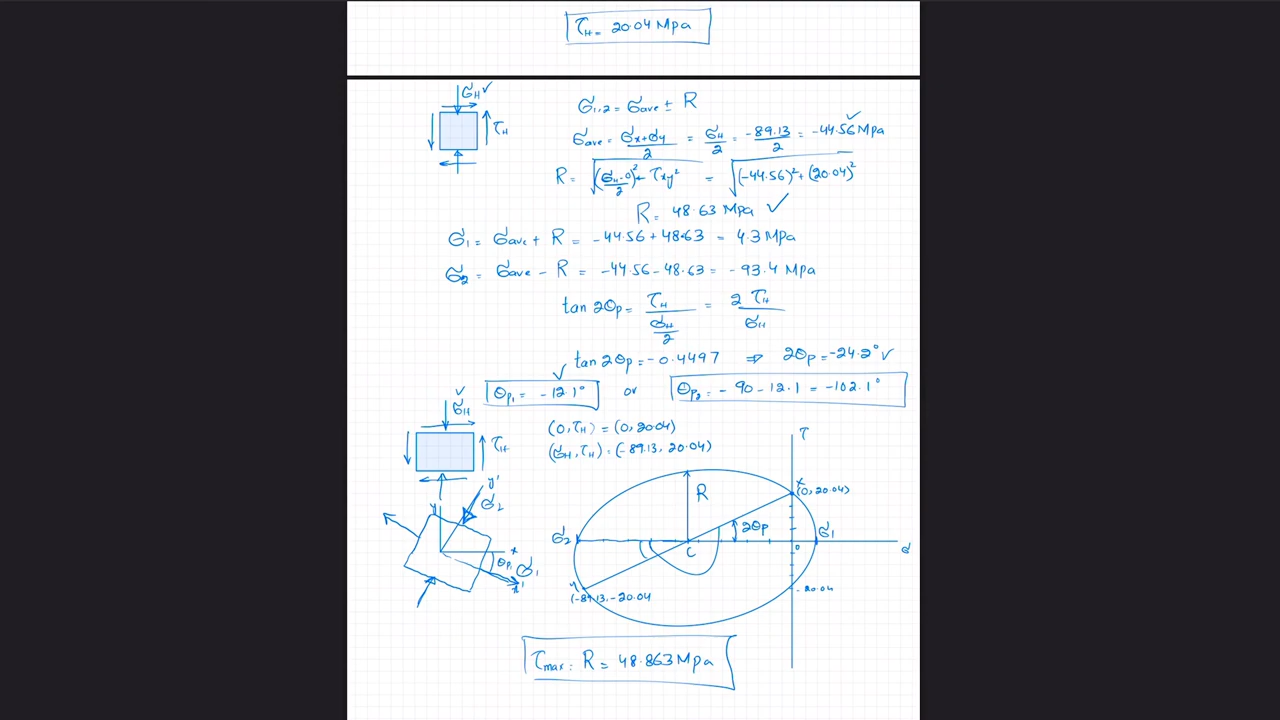 τH = 20.04 Mpa
σH ✓
τH
σ1,2 = σave ± R
σave = (σx+σy)/2 = σH/2 = -89.13/2 = -44.56 Mpa ✓
R = √((σH-0)/2)² + τxy² = √(-44.56)² + (20.04)²
R = 48.63 Mpa ✓
σ1 = σave + R = -44.56 + 48.63 = 4.3 Mpa
σ2 = σave - R = -44.56 - 48.63 = -93.4 Mpa
tan 2θp = τH/(σH/2) = 2 τH/σH
tan 2θp = -0.4497 ⇒ 2θp = -24.2° ✓
✓
θp1 = -12.1° or θp2 = -90-12.1 = -102.1°
✓
σH
τH
(0, τH) = (0, 20.04)
(σH, τH) = (-89.13, 20.04)
τ
x
(0, 20.04)
R
2θp
σ2
C
0
σ1
σ
y
(-89.13, -20.04
-20.04
y'
σ2
y
x
θp1
σ1
x'
τmax = R = 48.863 Mpa